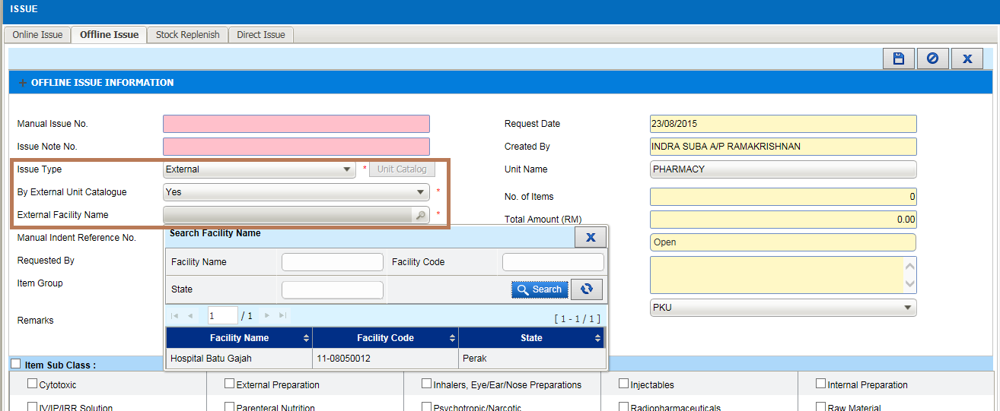 ISSUE
Online Issue Offline Issue Stock Replenish Direct Issue
OFFLINE ISSUE INFORMATION
Manual Issue No. Request Date 23/08/2015
Issue Note No. Created By INDRA SUBA A/P RAMAKRISHNAN
Issue Type External * Unit Catalog Unit Name PHARMACY
By External Unit Catalogue Yes * No. of Items 0
External Facility Name * Total Amount (RM) 0.00
Search Facility Name X
Manual Indent Reference No. Open
Requested By Facility Name Facility Code
Item Group State Search
PKU
Remarks 1 / 1 [ 1 - 1 / 1 ]
Facility Name Facility Code State
Hospital Batu Gajah 11-08050012 Perak
Item Sub Class :
Cytotoxic External Preparation Inhalers, Eye/Ear/Nose Preparations Injectables Internal Preparation
IV/IP/IRR Solution Parenteral Nutrition Psychotropic/Narcotic Radiopharmaceuticals Raw Material